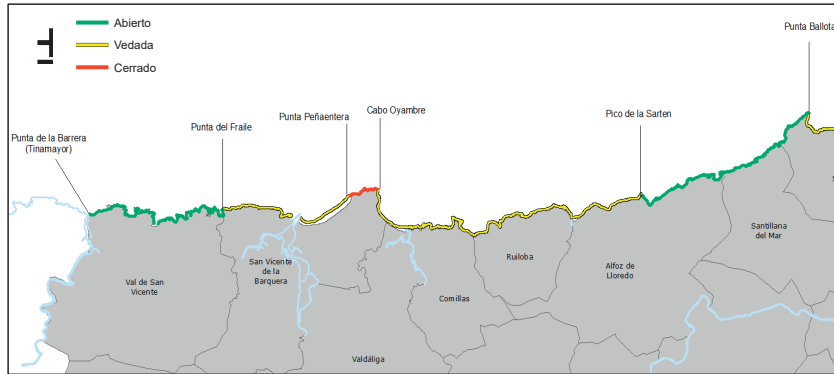 Abierto
Vedada
Cerrado
Punta Ballota
Punta Peñaentera
Cabo Oyambre
Pico de la Sarten
Punta del Fraile
Punta de la Barrera
(Tinamayor)
Santillana
del Mar
San Vicente
de la
Barquera
Ruiloba
Alfoz de
Lloredo
Val de San
Vicente
Comillas
Valdáliga